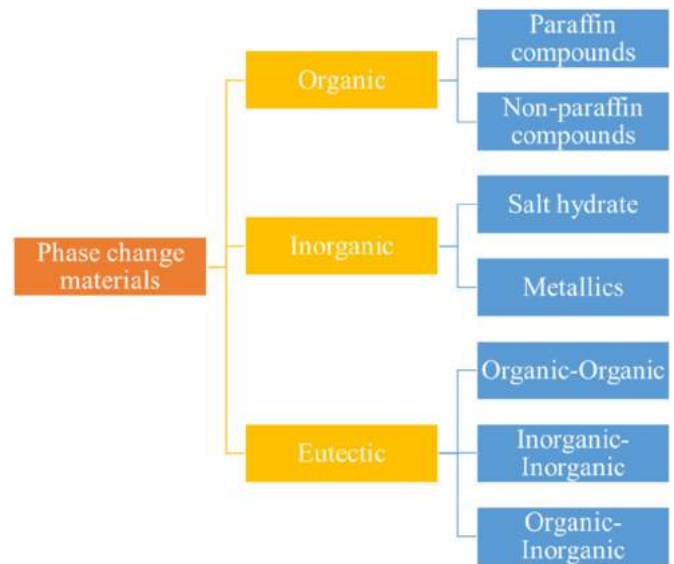 Phase change
materials
Organic
Paraffin
compounds
Non-paraffin
compounds
Inorganic
Salt hydrate
Metallics
Eutectic
Organic-Organic
Inorganic-
Inorganic
Organic-
Inorganic